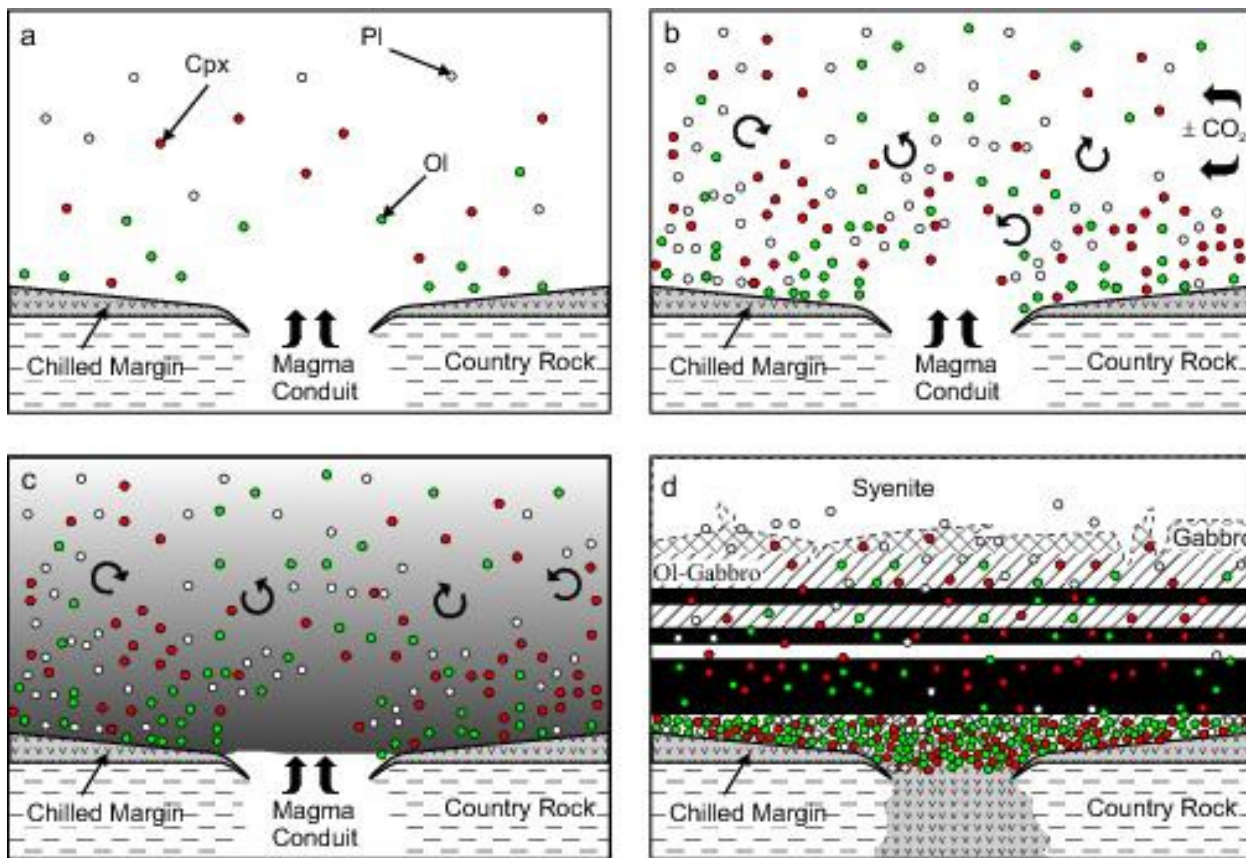 a
Pl
Cpx
Ol
Chilled Margin
Magma
Conduit
Country Rock
b
± CO2
Chilled Margin
Magma
Conduit
Country Rock
c
Chilled Margin
Magma
Conduit
Country Rock
d
Syenite
Gabbro
Ol-Gabbro
Chilled Margin
Country Rock